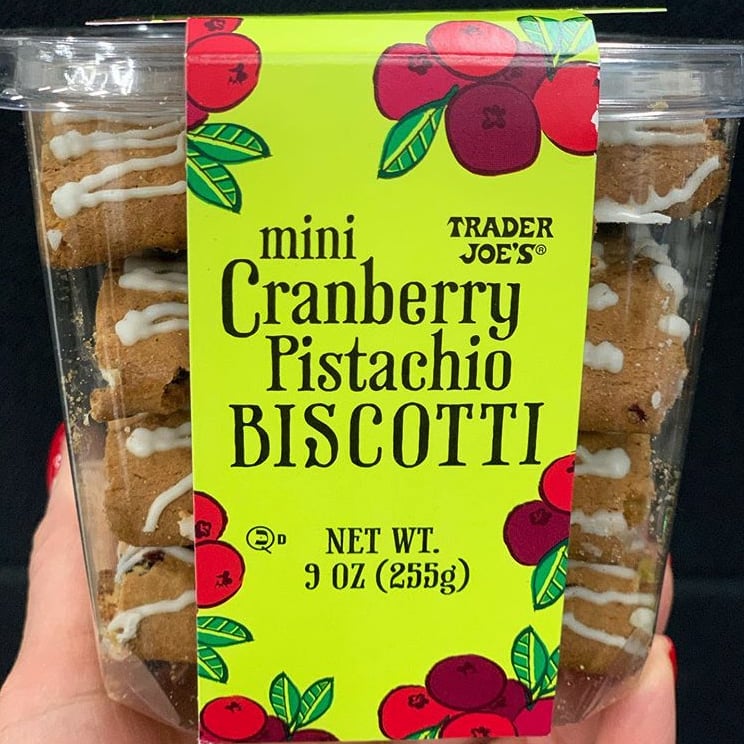 TRADER
JOE'S®
mini
Cranberry
Pistachio
BISCOTTI
D
NET WT.
9 OZ (255g)